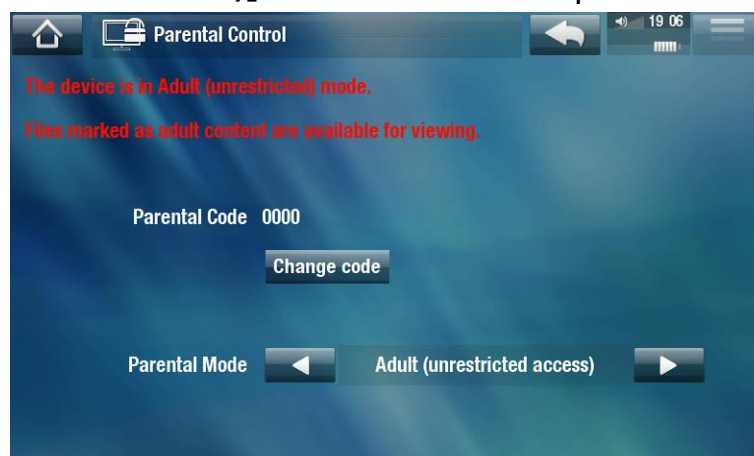 Parental Control
19 06
The device is in Adult (unrestricted) mode.
Files marked as adult content are available for viewing.
Parental Code 0000
Change code
Parental Mode Adult (unrestricted access)